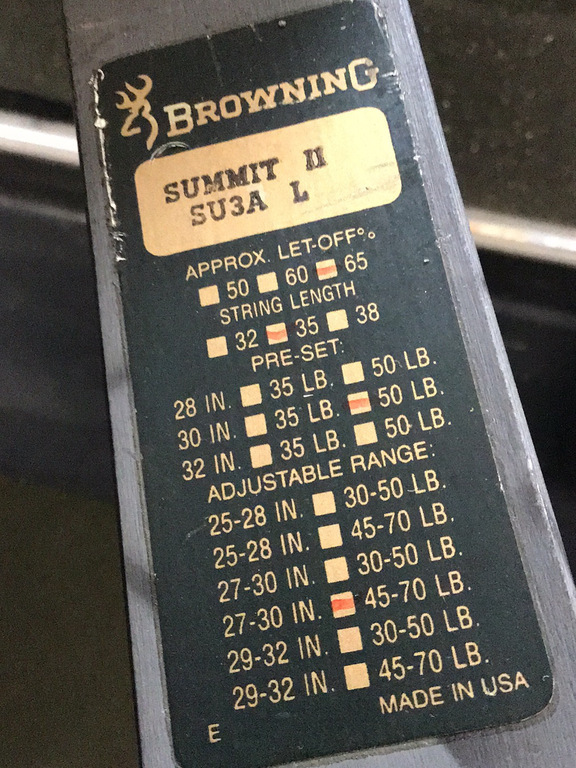 BROWNING
SUMMIT II
SU3A L
APPROX. LET-OFF%
50 60 65
STRING LENGTH
32 35 38
PRE-SET:
28 IN. 35 LB. 50 LB.
30 IN. 35 LB. 50 LB.
32 IN. 35 LB. 50 LB.
ADJUSTABLE RANGE:
25-28 IN. 30-50 LB.
25-28 IN. 45-70 LB.
27-30 IN. 30-50 LB.
27-30 IN. 45-70 LB.
29-32 IN. 30-50 LB.
29-32 IN. 45-70 LB.
E MADE IN USA